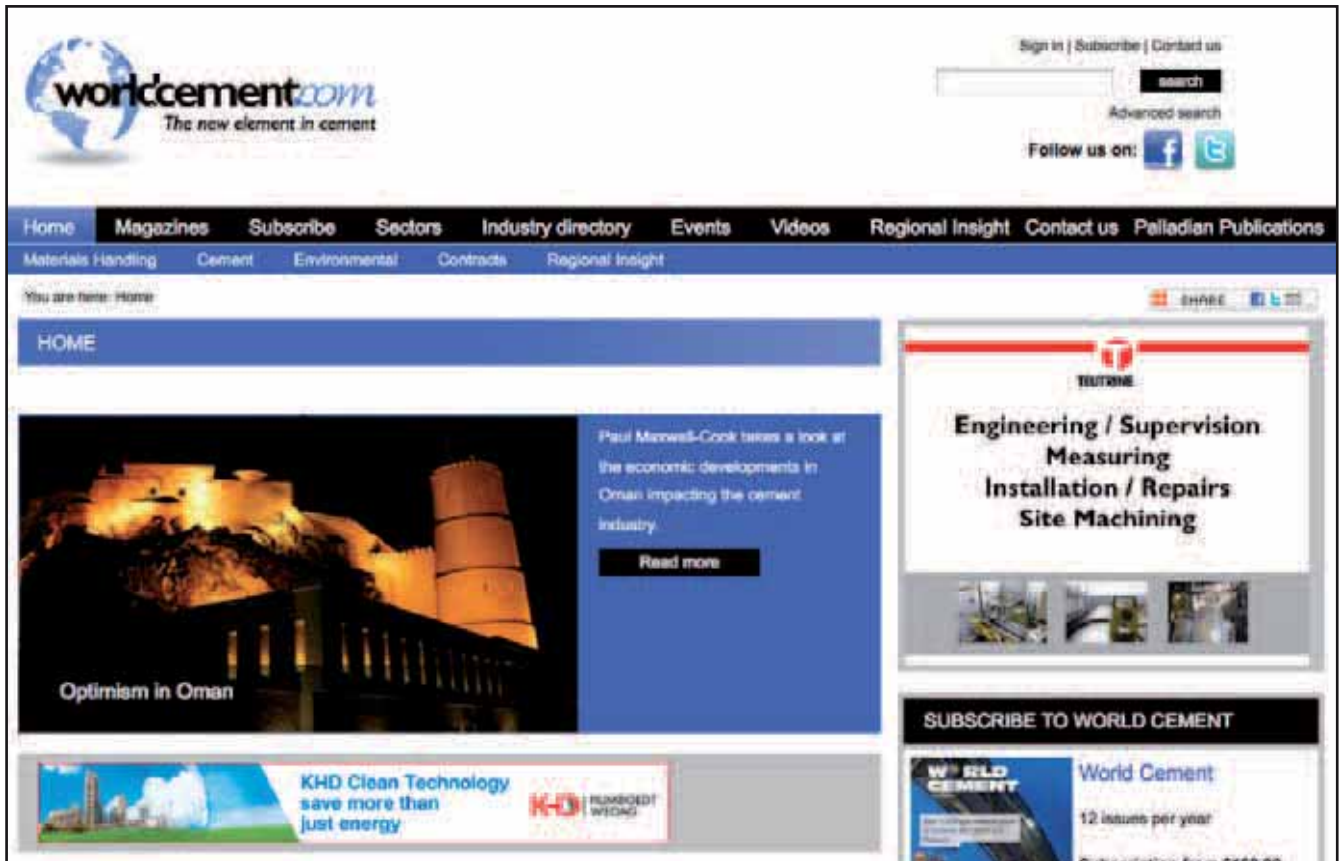 Sign in | Subscribe | Contact us
worldcement.com
The new element in cement
search
Advanced search
Follow us on:
Home Magazines Subscribe Sectors Industry directory Events Videos Regional Insight Contact us Palladian Publications
Materials Handling Cement Environmental Contracts Regional Insight
You are here: Home
SHARE
HOME
Paul Maxwell-Cook takes a look at
the economic developments in
Oman impacting the cement
industry.
Read more
Optimism in Oman
KHD Clean Technology
save more than
just energy
KHD HUMBOLDT
WEDAG
Engineering / Supervision
Measuring
Installation / Repairs
Site Machining
SUBSCRIBE TO WORLD CEMENT
WORLD
CEMENT
World Cement
12 issues per year